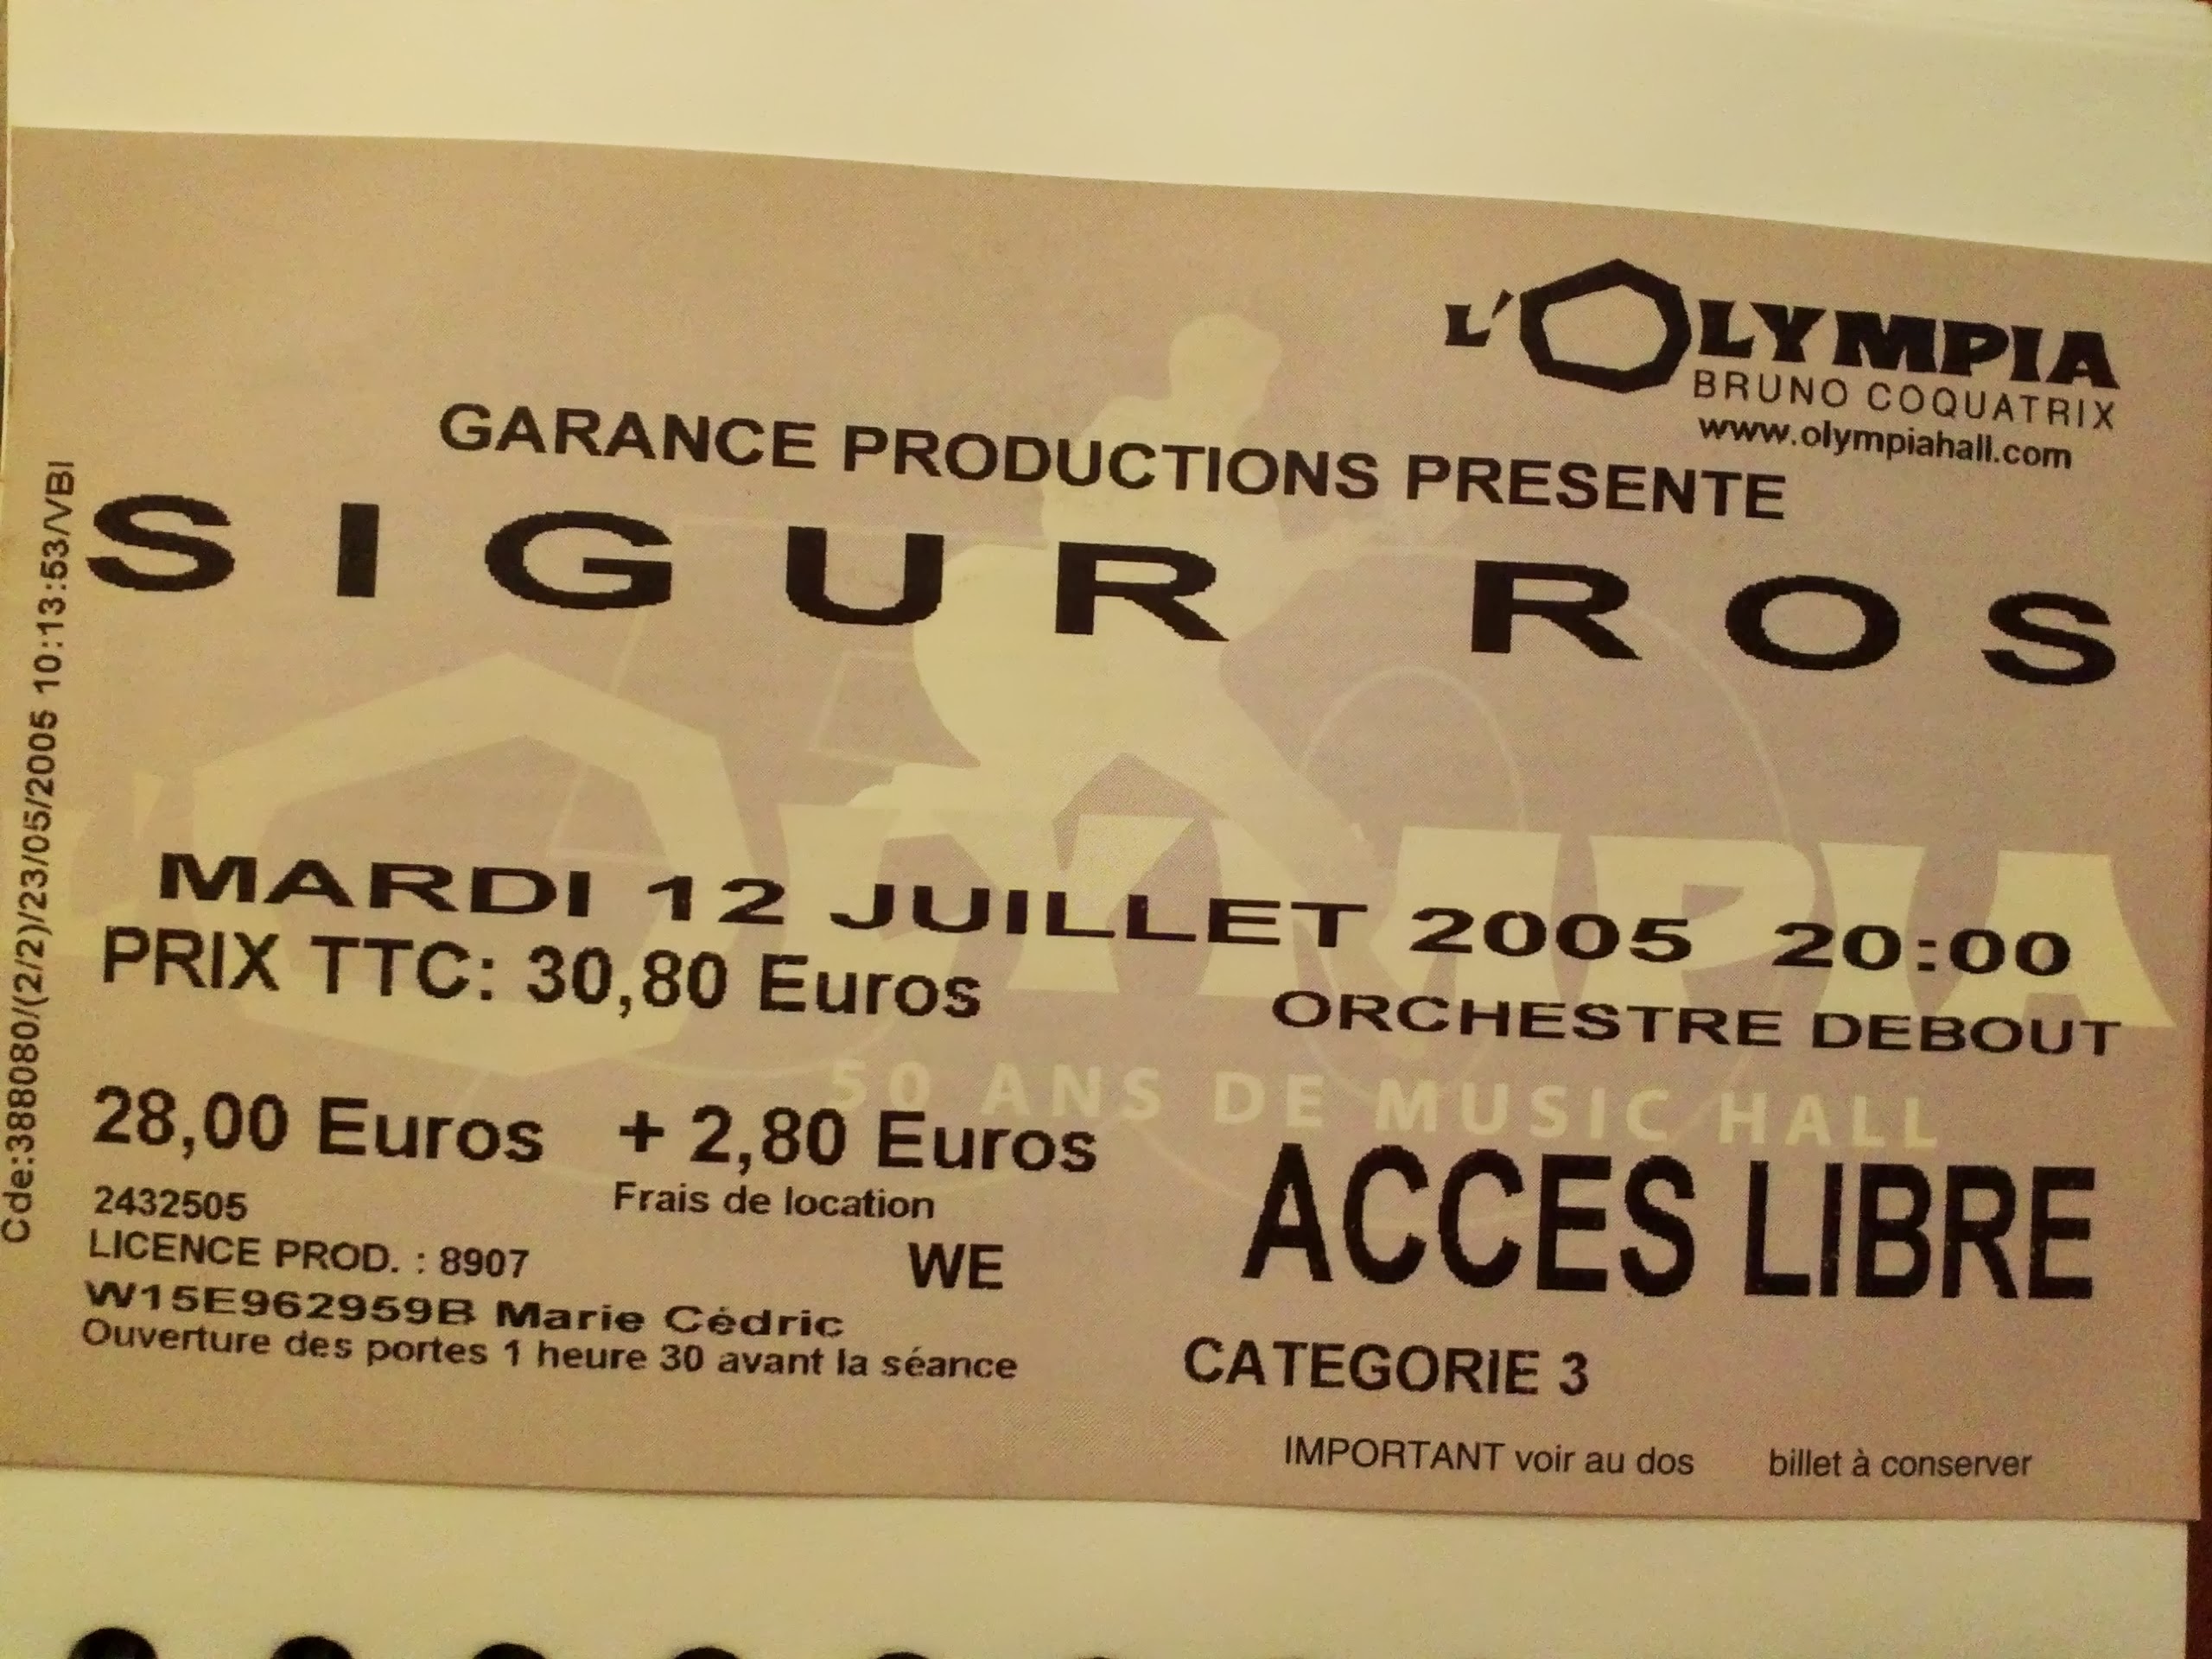 L'OLYMPIA
BRUNO COQUATRIX
www.olympiahall.com
GARANCE PRODUCTIONS PRESENTE
SIGUR ROS
MARDI 12 JUILLET 2005 20:00
PRIX TTC: 30,80 Euros
ORCHESTRE DEBOUT
L'OLYMPIA
50 ANS DE MUSIC HALL
28,00 Euros + 2,80 Euros
Frais de location
ACCES LIBRE
2432505
LICENCE PROD. : 8907
WE
W15E962959B Marie Cédric
Ouverture des portes 1 heure 30 avant la séance
CATEGORIE 3
IMPORTANT voir au dos billet à conserver
Cde:388080/(2/2)/23/05/2005 10:13:53/VBI